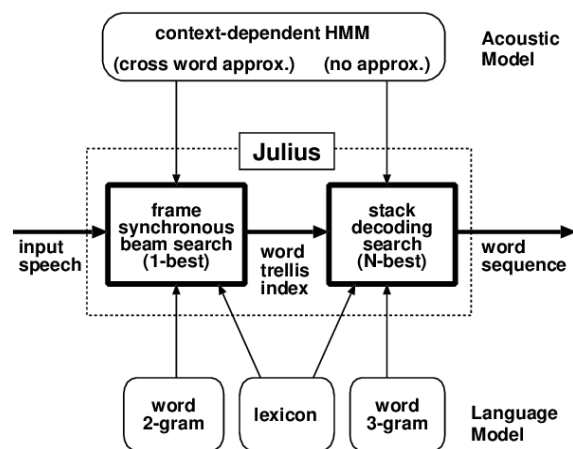 context-dependent HMM
(cross word approx.) (no approx.)
Acoustic
Model
Julius
frame
synchronous
beam search
(1-best)
stack
decoding
search
(N-best)
input
speech
word
trellis
index
word
sequence
word
2-gram
lexicon
word
3-gram
Language
Model